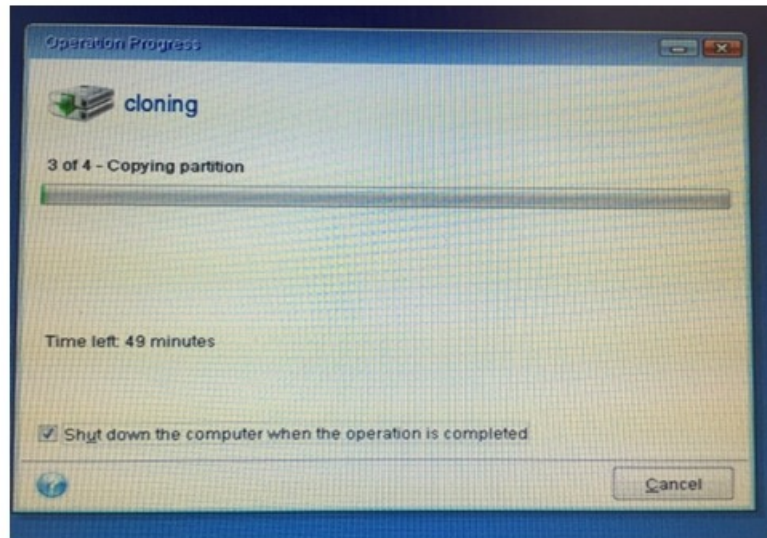 Operation Progress
cloning
3 of 4 - Copying partition
Time left: 49 minutes
Shut down the computer when the operation is completed
Cancel